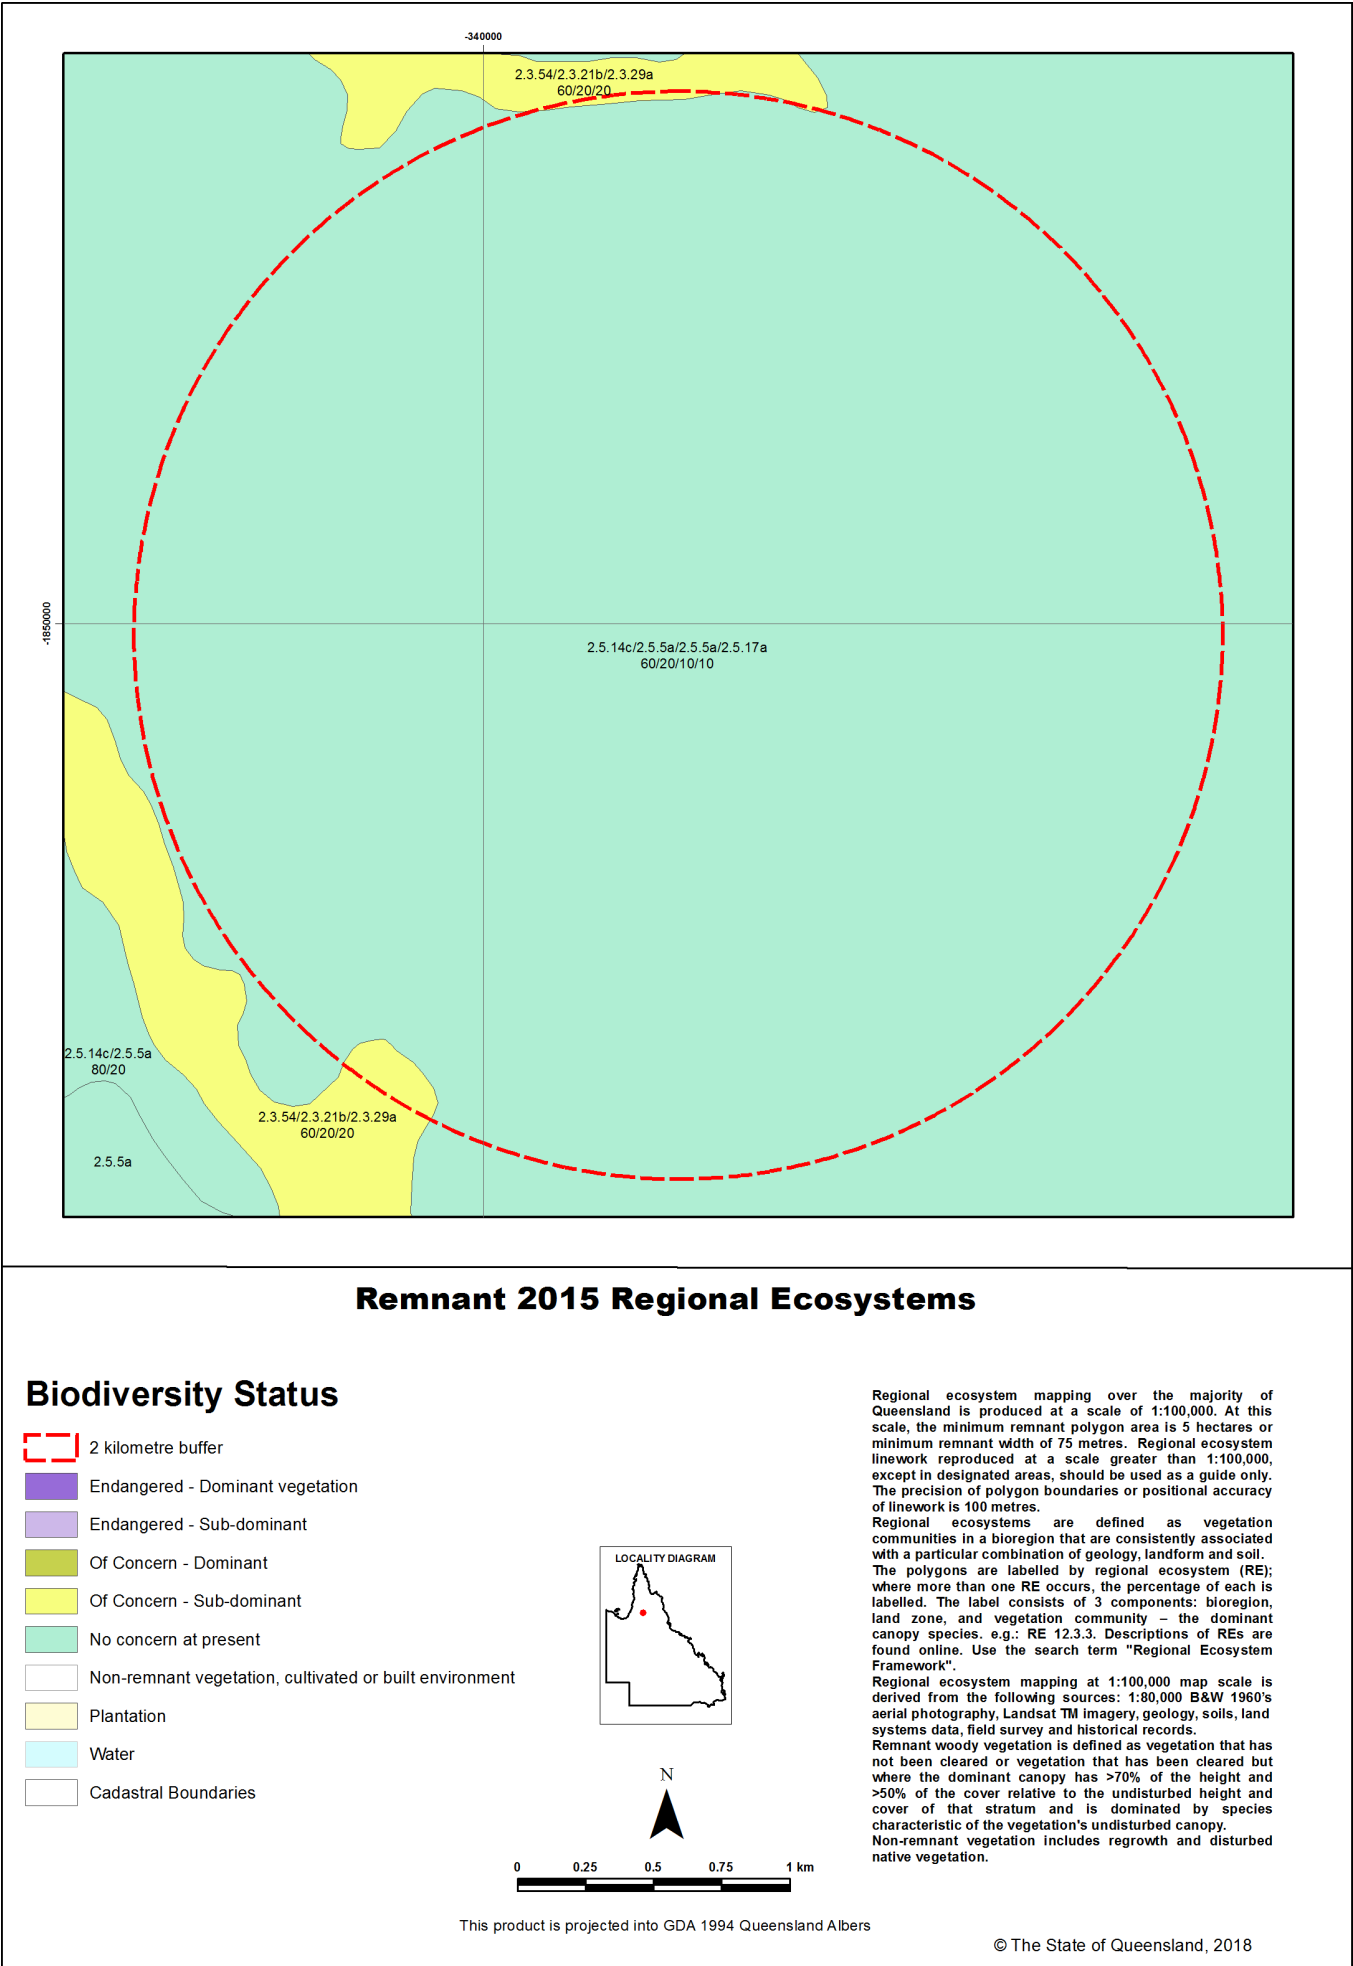 -340000
2.3.54/2.3.21b/2.3.29a
60/20/20
-1850000
2.5.14c/2.5.5a/2.5.5a/2.5.17a
60/20/10/10
2.5.14c/2.5.5a
80/20
2.3.54/2.3.21b/2.3.29a
60/20/20
2.5.5a
Remnant 2015 Regional Ecosystems
Biodiversity Status
2 kilometre buffer
Endangered - Dominant vegetation
Endangered - Sub-dominant
Of Concern - Dominant
Of Concern - Sub-dominant
No concern at present
Non-remnant vegetation, cultivated or built environment
Plantation
Water
Cadastral Boundaries
LOCALITY DIAGRAM
N
0 0.25 0.5 0.75 1 km
This product is projected into GDA 1994 Queensland Albers
Regional ecosystem mapping over the majority of
Queensland is produced at a scale of 1:100,000. At this
scale, the minimum remnant polygon area is 5 hectares or
minimum remnant width of 75 metres. Regional ecosystem
linework reproduced at a scale greater than 1:100,000,
except in designated areas, should be used as a guide only.
The precision of polygon boundaries or positional accuracy
of linework is 100 metres.
Regional ecosystems are defined as vegetation
communities in a bioregion that are consistently associated
with a particular combination of geology, landform and soil.
The polygons are labelled by regional ecosystem (RE);
where more than one RE occurs, the percentage of each is
labelled. The label consists of 3 components: bioregion,
land zone, and vegetation community – the dominant
canopy species. e.g.: RE 12.3.3. Descriptions of REs are
found online. Use the search term "Regional Ecosystem
Framework".
Regional ecosystem mapping at 1:100,000 map scale is
derived from the following sources: 1:80,000 B&W 1960's
aerial photography, Landsat TM imagery, geology, soils, land
systems data, field survey and historical records.
Remnant woody vegetation is defined as vegetation that has
not been cleared or vegetation that has been cleared but
where the dominant canopy has >70% of the height and
>50% of the cover relative to the undisturbed height and
cover of that stratum and is dominated by species
characteristic of the vegetation's undisturbed canopy.
Non-remnant vegetation includes regrowth and disturbed
native vegetation.
© The State of Queensland, 2018